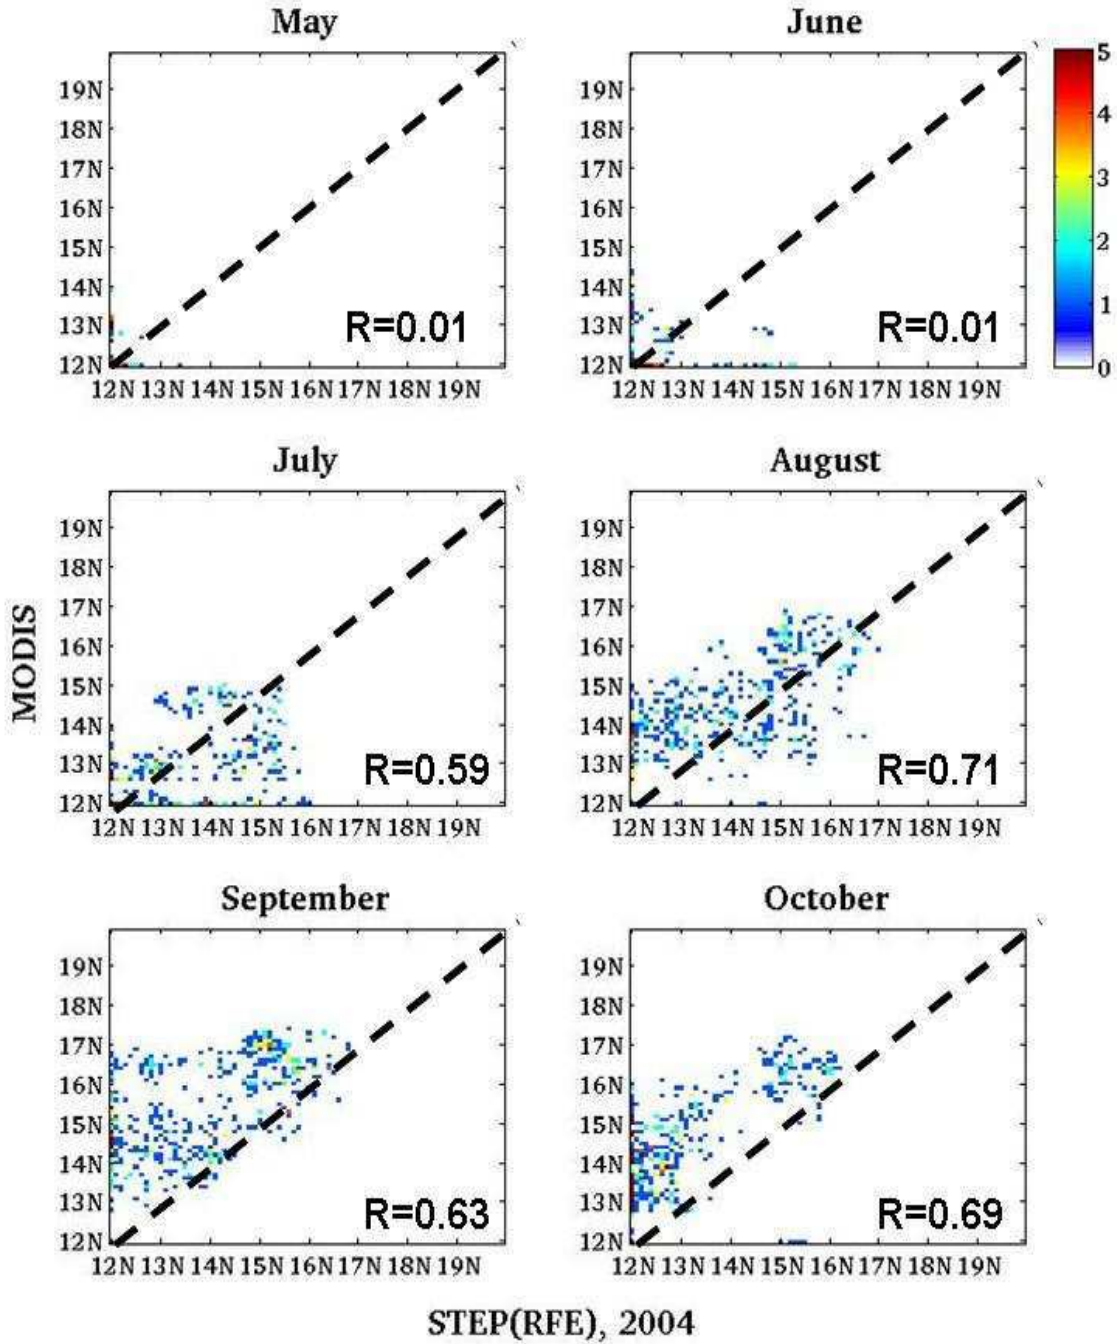 May
June
19N
18N
17N
16N
15N
14N
13N
12N
R=0.01
12N 13N 14N 15N 16N 17N 18N 19N
19N
18N
17N
16N
15N
14N
13N
12N
R=0.01
12N 13N 14N 15N 16N 17N 18N 19N
5
4
3
2
1
0
July
August
MODIS
19N
18N
17N
16N
15N
14N
13N
12N
R=0.59
12N 13N 14N 15N 16N 17N 18N 19N
19N
18N
17N
16N
15N
14N
13N
12N
R=0.71
12N 13N 14N 15N 16N 17N 18N 19N
September
October
19N
18N
17N
16N
15N
14N
13N
12N
R=0.63
12N 13N 14N 15N 16N 17N 18N 19N
19N
18N
17N
16N
15N
14N
13N
12N
R=0.69
12N 13N 14N 15N 16N 17N 18N 19N
STEP(RFE), 2004